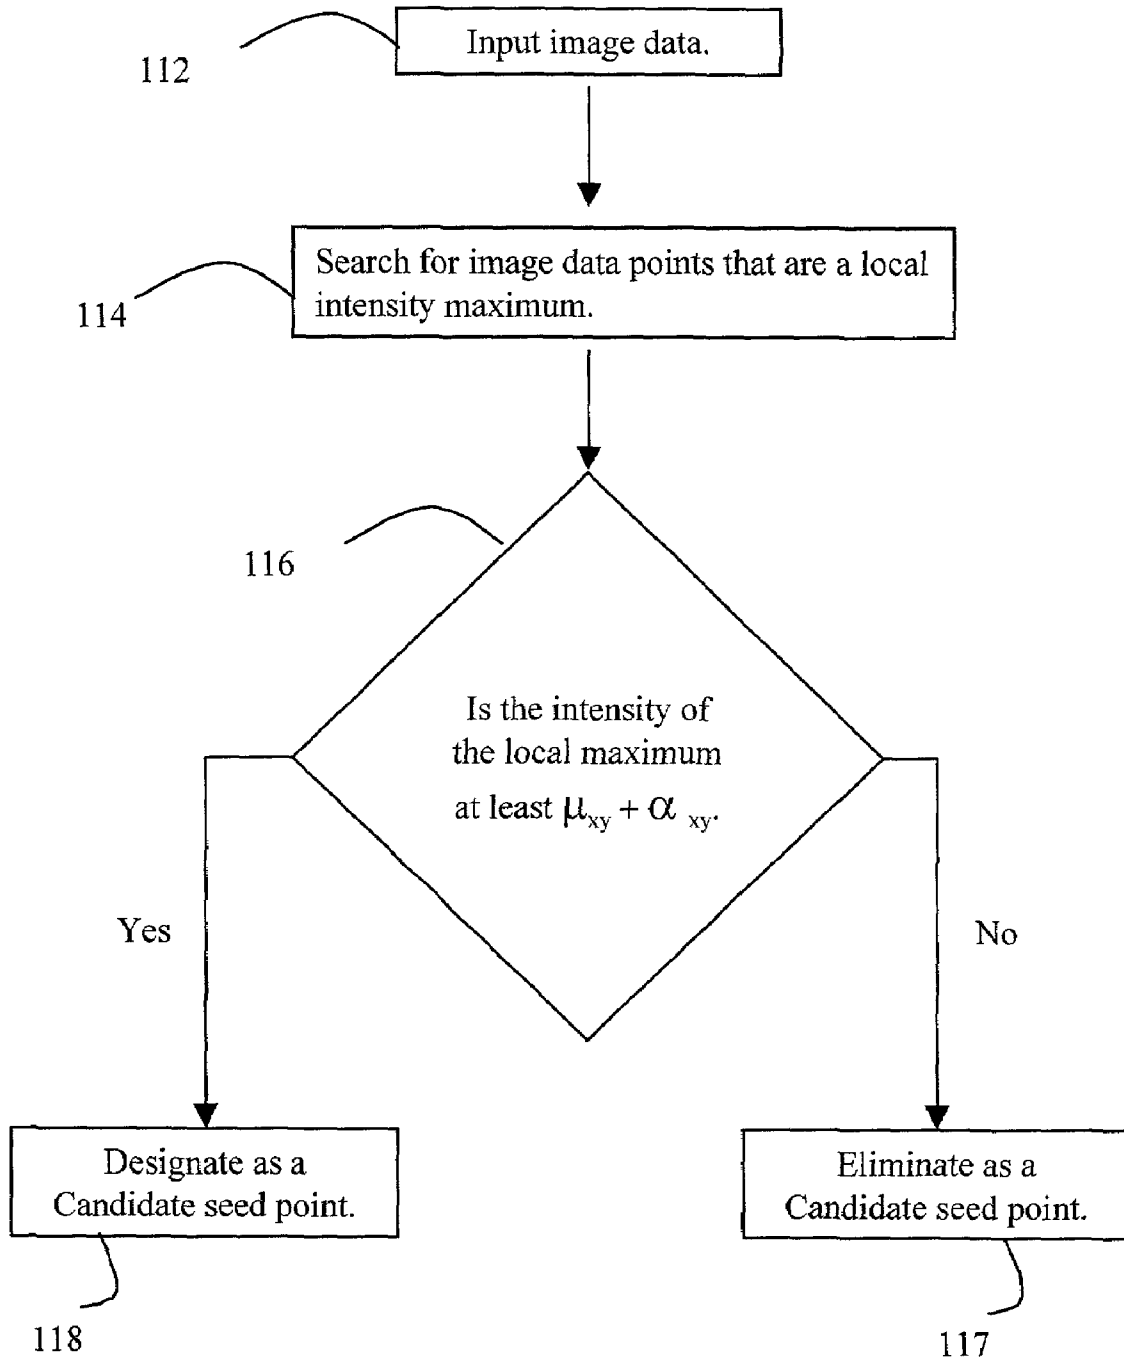 Input image data.
112
Search for image data points that are a local
intensity maximum.
114
116
Is the intensity of
the local maximum
at least μxy + α xy.
Yes
No
Designate as a
Candidate seed point.
Eliminate as a
Candidate seed point.
118
117